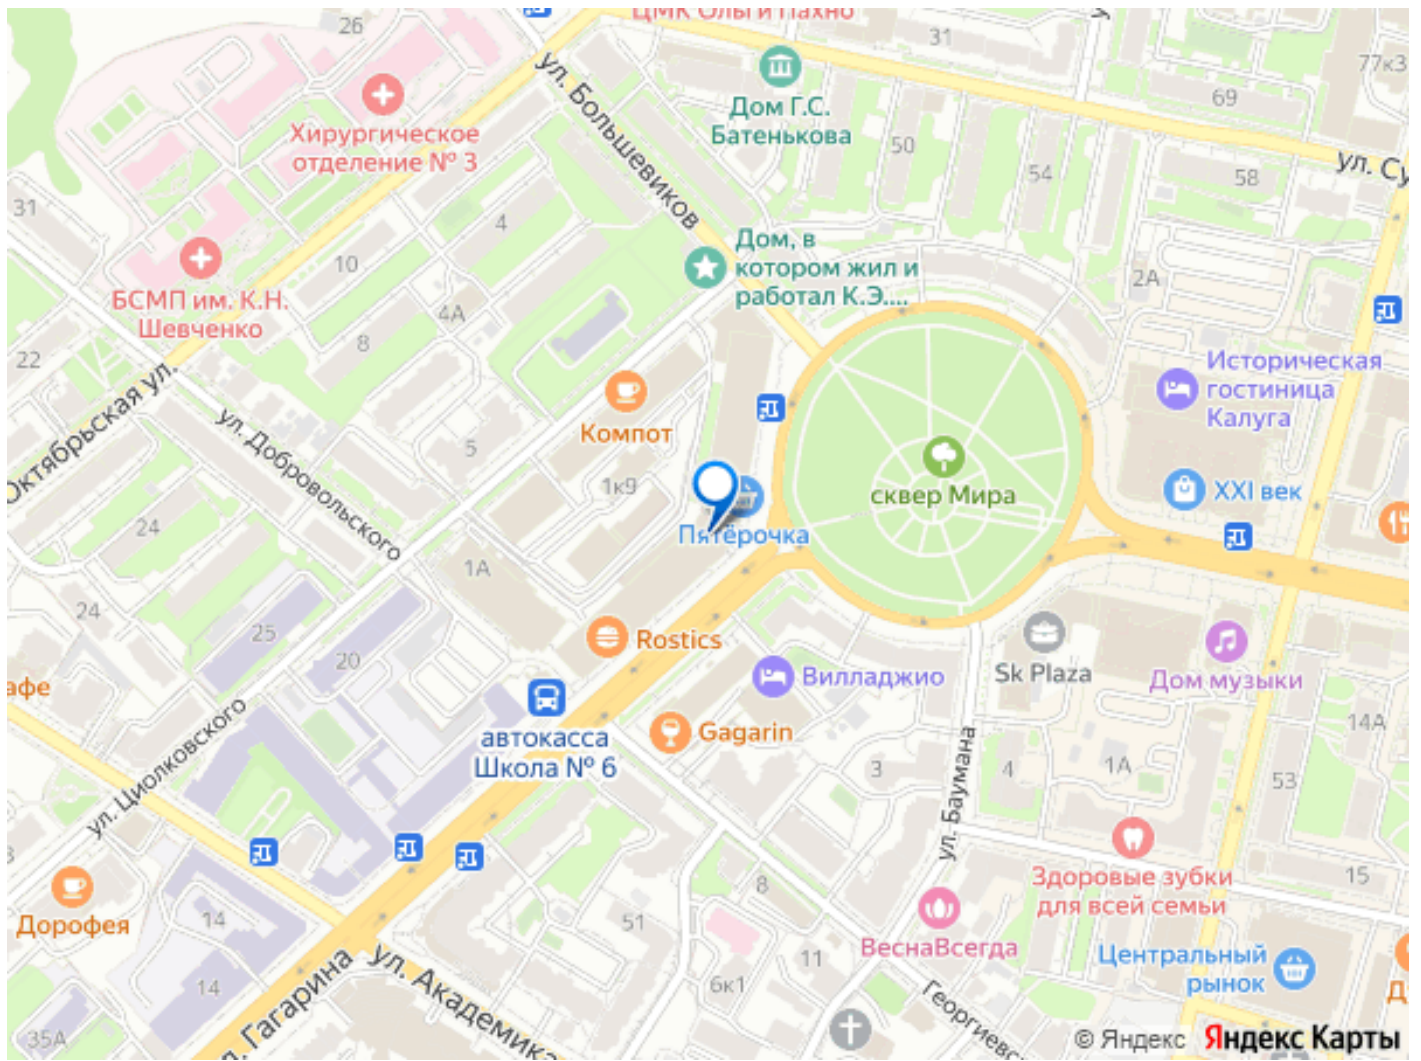 26
ЦМК Ольги Пахно
31
77к3
ул. Большевиков
Дом Г.С.
Батенькова
69
Хирургическое
отделение № 3
50
54
58
ул. Су
31
4
БСМП им. К.Н.
Шевченко
10
4А
8
Дом, в
котором жил и
работал К.Э....
2А
22
Октябрьская ул.
ул. Добровольского
Историческая
гостиница
Калуга
Компот
5
1к9
сквер Мира
XXI век
24
Пятёрочка
1А
24
25
20
Rostics
Sk Plaza
Дом музыки
афе
Вилладжио
автокасса
Школа № 6
Gagarin
14А
ул. Циолковского
3
4
1А
53
ул. Баумана
Здоровые зубки
для всей семьи
15
8
Дорофея
14
51
ВеснаВсегда
Центральный
рынок
11
14
6к1
35А
л. Гагарина
ул. Академика
Георгиевс
© Яндекс Яндекс Карты